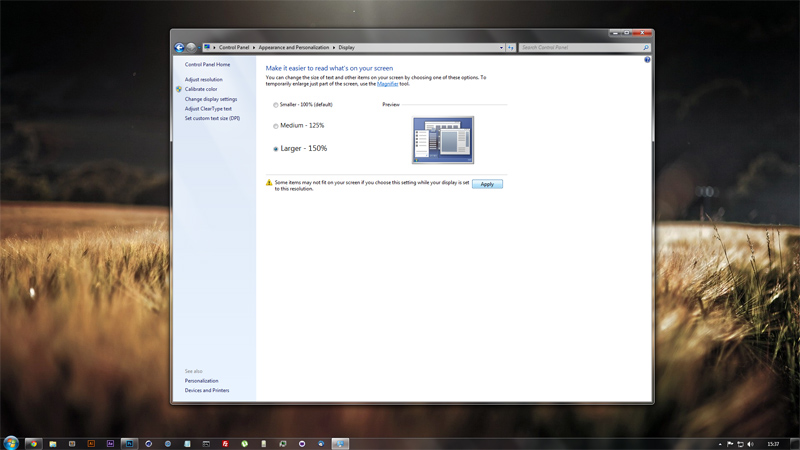 Control Panel ▸ Appearance and Personalization ▸ Display
Search Control Panel
Control Panel Home
Adjust resolution
Calibrate color
Change display settings
Adjust ClearType text
Set custom text size (DPI)
See also
Personalization
Devices and Printers
Make it easier to read what's on your screen
You can change the size of text and other items on your screen by choosing one of these options. To
temporarily enlarge just part of the screen, use the Magnifier tool.
Smaller - 100% (default)
Preview
Medium - 125%
Larger - 150%
Some items may not fit on your screen if you choose this setting while your display is set
to this resolution.
Apply
Ai
Ae
Ps
Fz
15:37